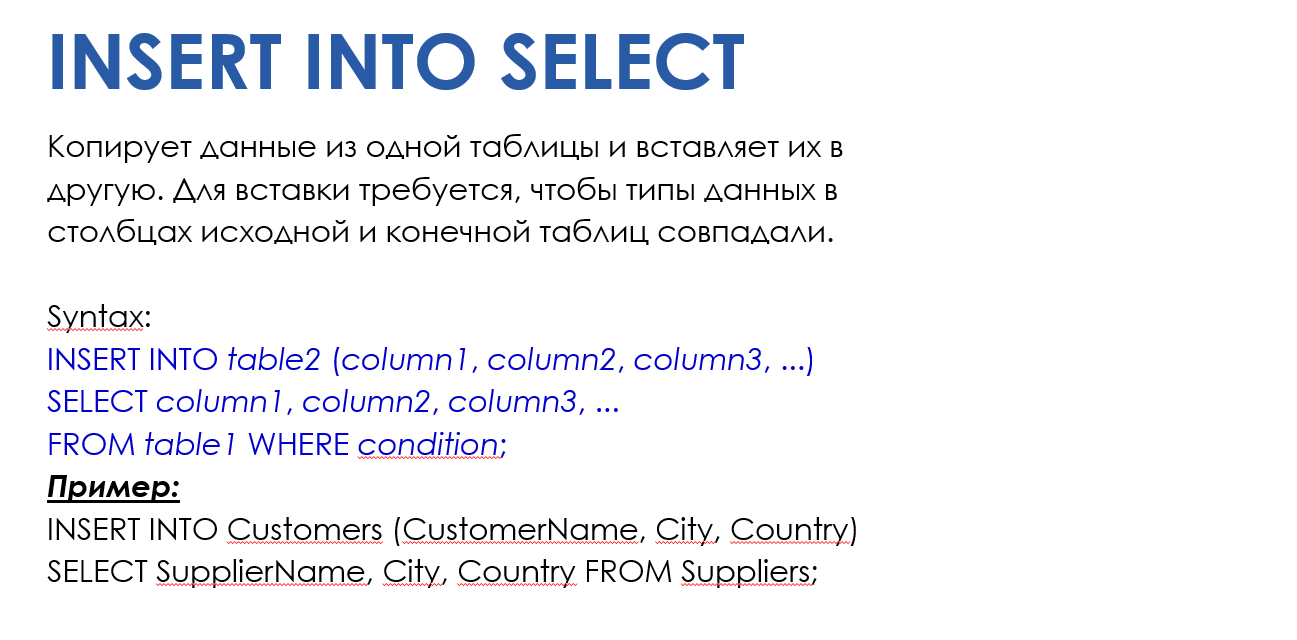 INSERT INTO SELECT
Копирует данные из одной таблицы и вставляет их в
другую. Для вставки требуется, чтобы типы данных в
столбцах исходной и конечной таблиц совпадали.
Syntax:
INSERT INTO table2 (column1, column2, column3, ...)
SELECT column1, column2, column3, ...
FROM table1 WHERE condition;
Пример:
INSERT INTO Customers (CustomerName, City, Country)
SELECT SupplierName, City, Country FROM Suppliers;